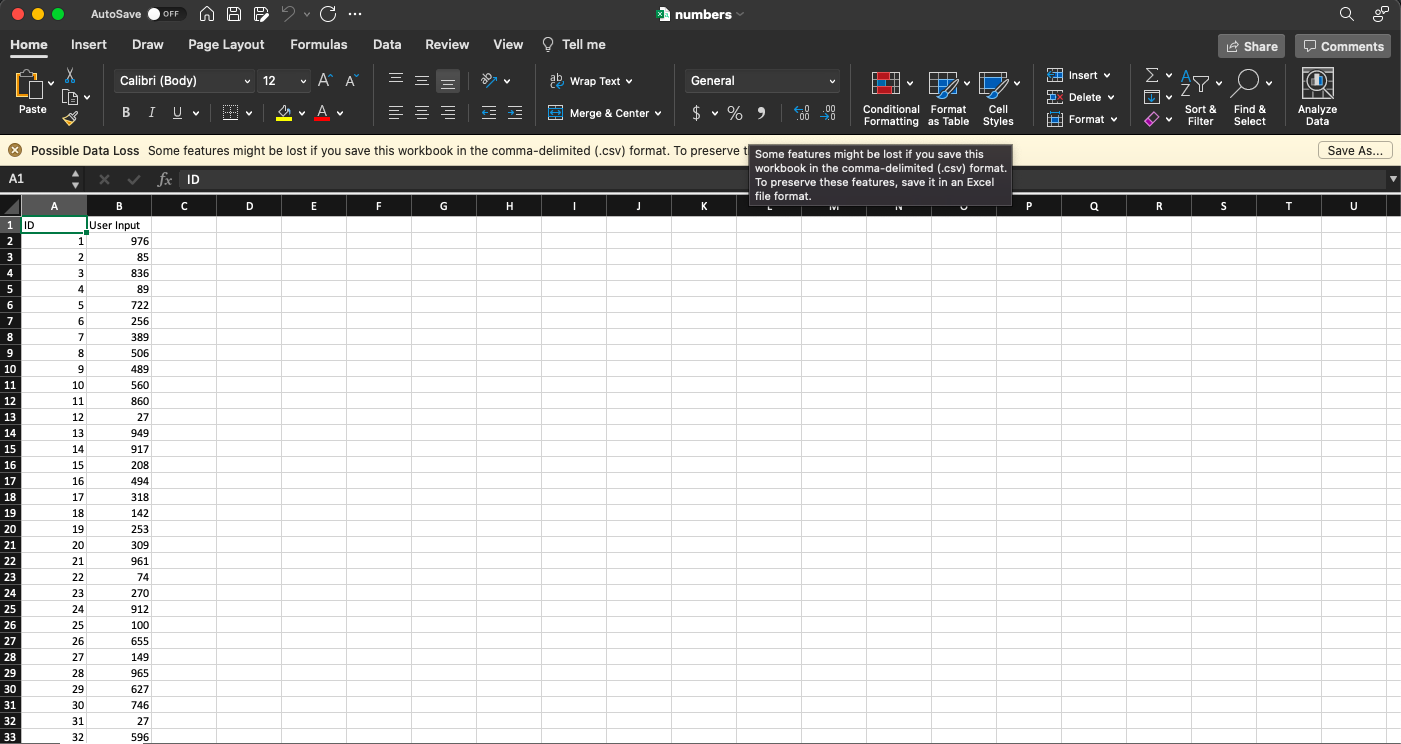 AutoSave OFF numbers
Home Insert Draw Page Layout Formulas Data Review View Tell me Share Comments
Paste Calibri (Body) 12 A A ab Wrap Text General Insert Σ A Z
B I U A Merge & Center $ % , .00 Delete
Conditional Formatting Format as Table Cell Styles Format Sort & Filter Find & Select Analyze Data
Possible Data Loss Some features might be lost if you save this workbook in the comma-delimited (.csv) format. To preserve t Save As...
Some features might be lost if you save this
workbook in the comma-delimited (.csv) format.
To preserve these features, save it in an Excel
file format.
A1 fx ID
A B C D E F G H I J K L M N O P Q R S T U
1 ID User Input
2 1 976
3 2 85
4 3 836
5 4 89
6 5 722
7 6 256
8 7 389
9 8 506
10 9 489
11 10 560
12 11 860
13 12 27
14 13 949
15 14 917
16 15 208
17 16 494
18 17 318
19 18 142
20 19 253
21 20 309
22 21 961
23 22 74
24 23 270
25 24 912
26 25 100
27 26 655
28 27 149
29 28 965
30 29 627
31 30 746
32 31 27
33 32 596